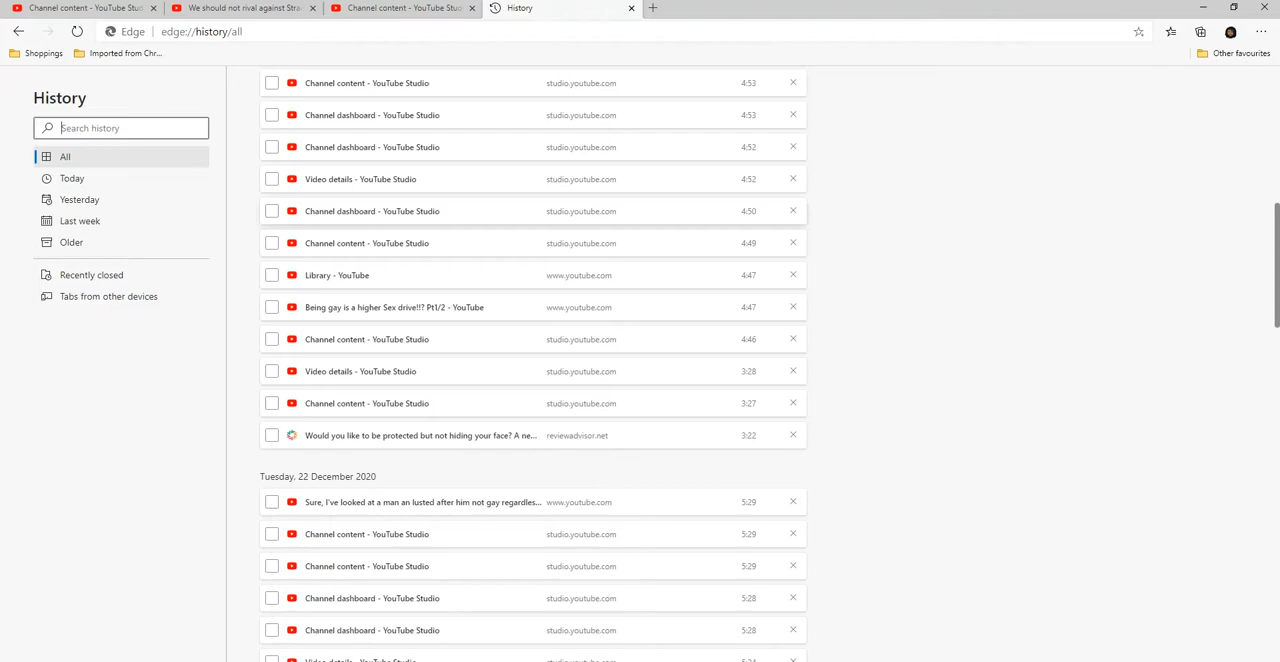 Channel content - YouTube Stud
We should not rival against Stra
Channel content - YouTube Stu
History
Edge edge://history/all
Shoppings Imported from Chr... Other favourites
History
Search history
All
Today
Yesterday
Last week
Older
Recently closed
Tabs from other devices
Channel content - YouTube Studio studio.youtube.com 4:53
Channel dashboard - YouTube Studio studio.youtube.com 4:53
Channel dashboard - YouTube Studio studio.youtube.com 4:52
Video details - YouTube Studio studio.youtube.com 4:52
Channel dashboard - YouTube Studio studio.youtube.com 4:50
Channel content - YouTube Studio studio.youtube.com 4:49
Library - YouTube www.youtube.com 4:47
Being gay is a higher Sex drive!!? Pt1/2 - YouTube www.youtube.com 4:47
Channel content - YouTube Studio studio.youtube.com 4:46
Video details - YouTube Studio studio.youtube.com 3:28
Channel content - YouTube Studio studio.youtube.com 3:27
Would you like to be protected but not hiding your face? A ne... reviewadvisor.net 3:22
Tuesday, 22 December 2020
Sure, I've looked at a man an lusted after him not gay regardles... www.youtube.com 5:29
Channel content - YouTube Studio studio.youtube.com 5:29
Channel content - YouTube Studio studio.youtube.com 5:29
Channel dashboard - YouTube Studio studio.youtube.com 5:28
Channel dashboard - YouTube Studio studio.youtube.com 5:28
Video details - YouTube Studio studio.youtube.com